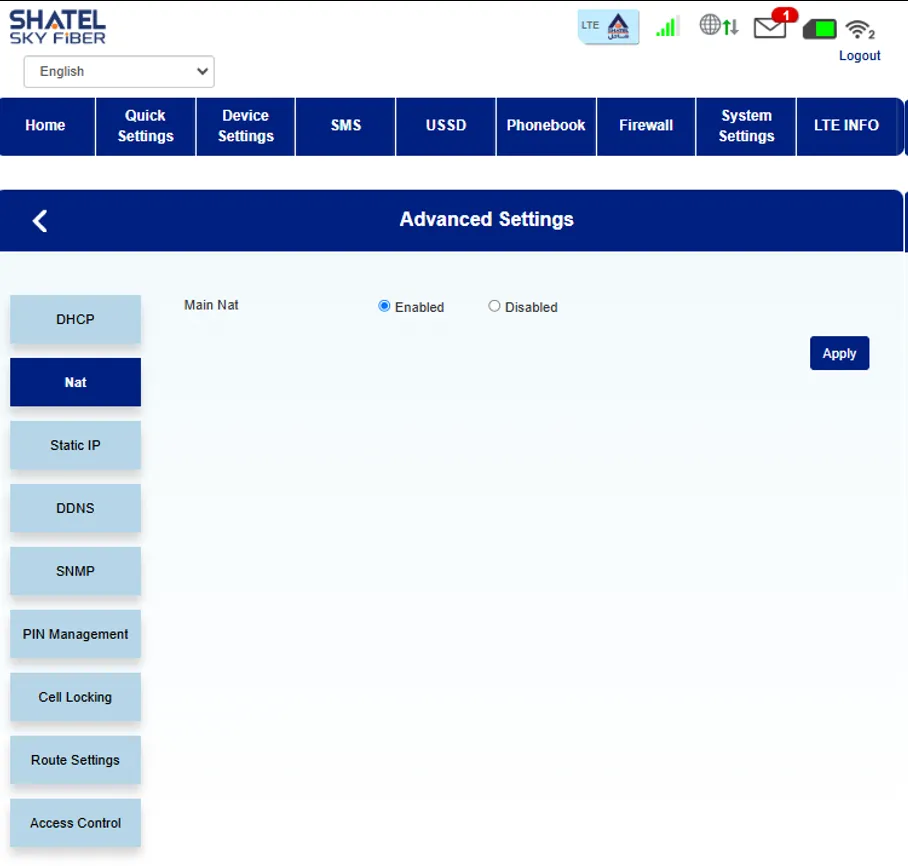 SHATEL
SKY FiBER
LTE
SHATEL
شاتل
1
2
Logout
English
Home
Quick Settings
Device Settings
SMS
USSD
Phonebook
Firewall
System Settings
LTE INFO
Advanced Settings
DHCP
Main Nat
Enabled
Disabled
Apply
Nat
Static IP
DDNS
SNMP
PIN Management
Cell Locking
Route Settings
Access Control